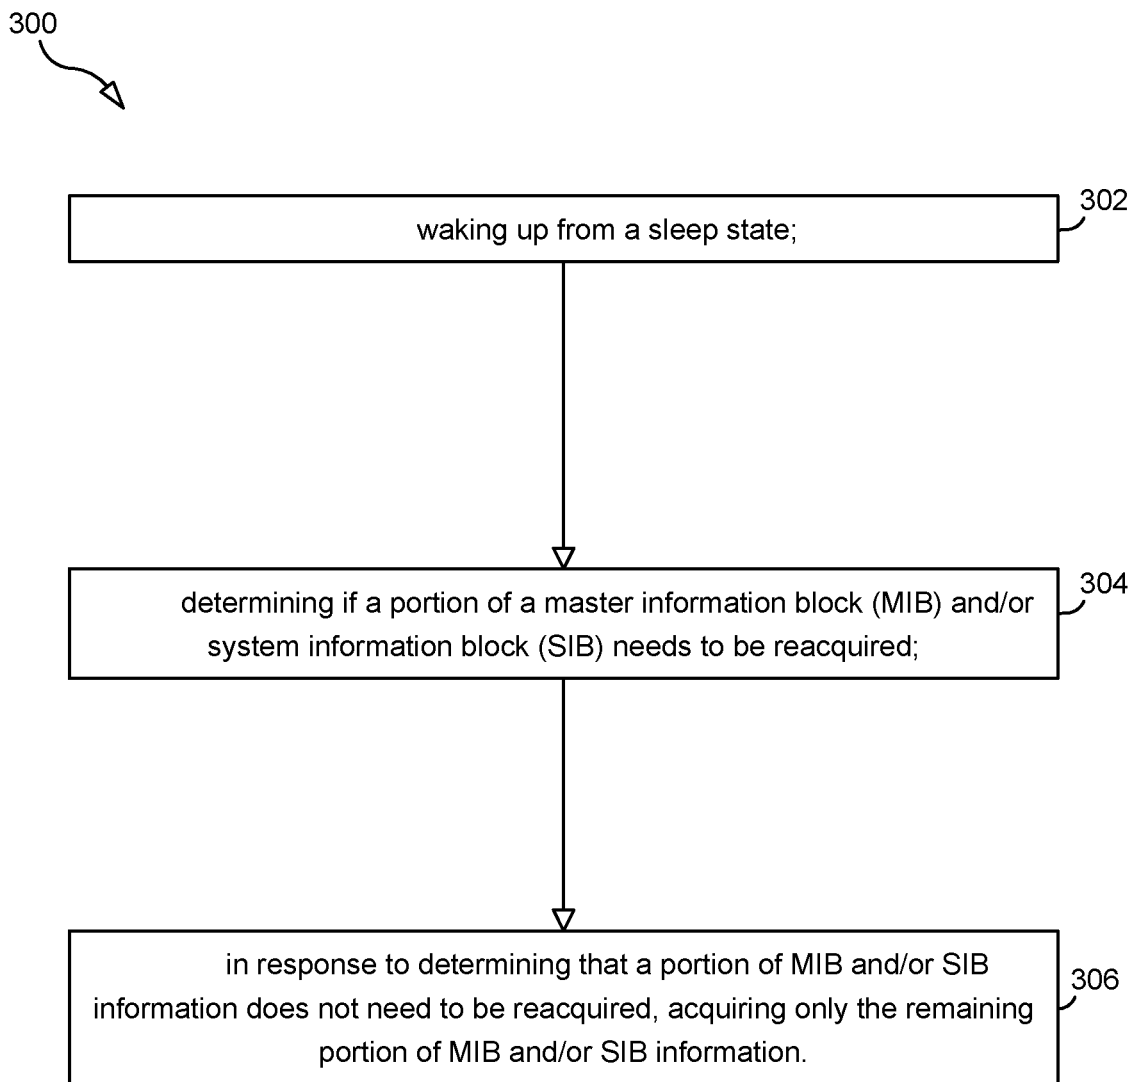 300
302
waking up from a sleep state;
304
determining if a portion of a master information block (MIB) and/or
system information block (SIB) needs to be reacquired;
in response to determining that a portion of MIB and/or SIB
306
information does not need to be reacquired, acquiring only the remaining
portion of MIB and/or SIB information.